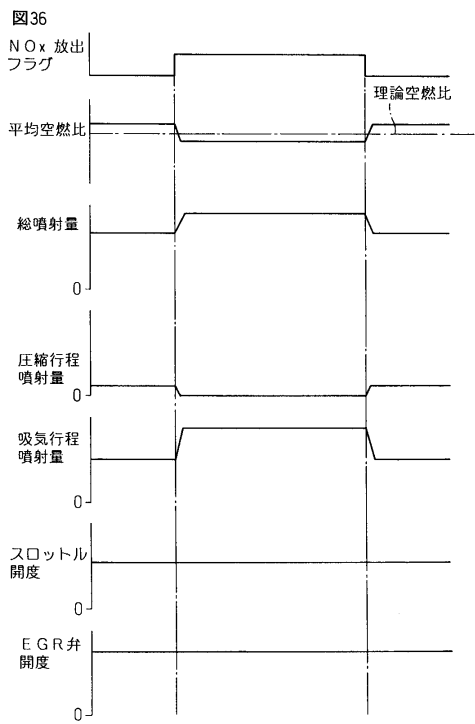 図36
NOx 放出
フラグ
理論空燃比
平均空燃比
総噴射量
0
圧縮行程
噴射量
0
吸気行程
噴射量
0
スロットル
開度
0
EGR弁
開度
0